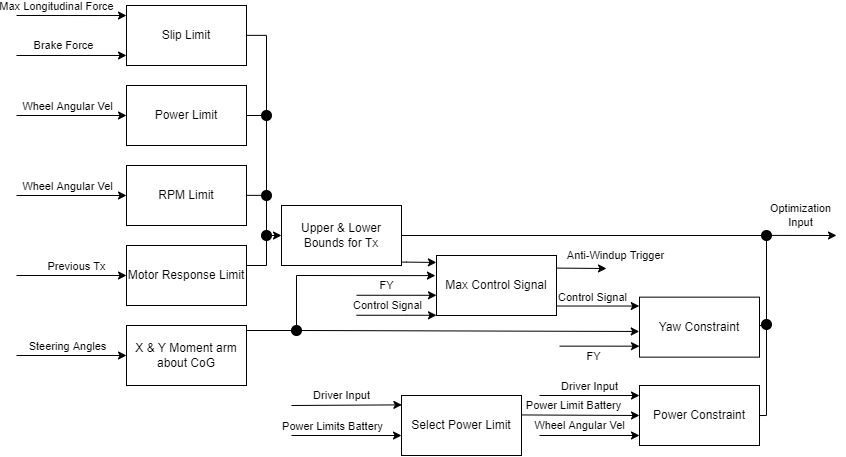 Max Longitudinal Force
Brake Force
Slip Limit
Wheel Angular Vel
Power Limit
Wheel Angular Vel
RPM Limit
Previous Tx
Motor Response Limit
Steering Angles
X & Y Moment arm
about CoG
Upper & Lower
Bounds for Tx
Optimization
Input
FY
Control Signal
Max Control Signal
Anti-Windup Trigger
Control Signal
FY
Yaw Constraint
Driver Input
Power Limits Battery
Select Power Limit
Driver Input
Power Limit Battery
Wheel Angular Vel
Power Constraint